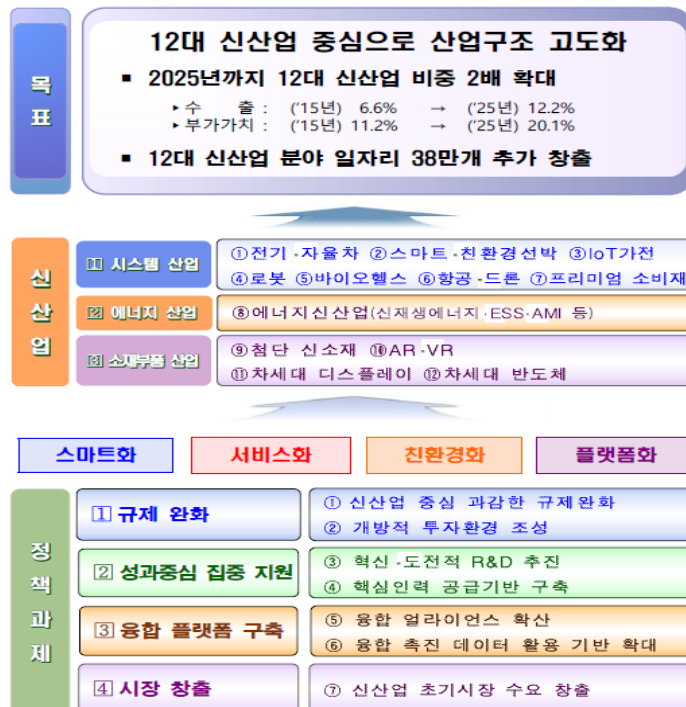 목표
12대 신산업 중심으로 산업구조 고도화
▪ 2025년까지 12대 신산업 비중 2배 확대
▸수 출 : ('15년) 6.6% → ('25년) 12.2%
▸부가가치 : ('15년) 11.2% → ('25년) 20.1%
▪ 12대 신산업 분야 일자리 38만개 추가 창출
신산업
1 시스템 산업
①전기·자율차 ②스마트·친환경선박 ③IoT가전
④로봇 ⑤바이오헬스 ⑥항공·드론 ⑦프리미엄 소비재
2 에너지 산업
⑧에너지신산업(신재생에너지·ESS·AMI 등)
3 소재부품 산업
⑨첨단 신소재 ⑩AR·VR
⑪차세대 디스플레이 ⑫차세대 반도체
스마트화 서비스화 친환경화 플랫폼화
정책과제
1 규제 완화
① 신산업 중심 과감한 규제완화
② 개방적 투자환경 조성
2 성과중심 집중 지원
③ 혁신·도전적 R&D 추진
④ 핵심인력 공급기반 구축
3 융합 플랫폼 구축
⑤ 융합 얼라이언스 확산
⑥ 융합 촉진 데이터 활용 기반 확대
4 시장 창출
⑦ 신산업 초기시장 수요 창출